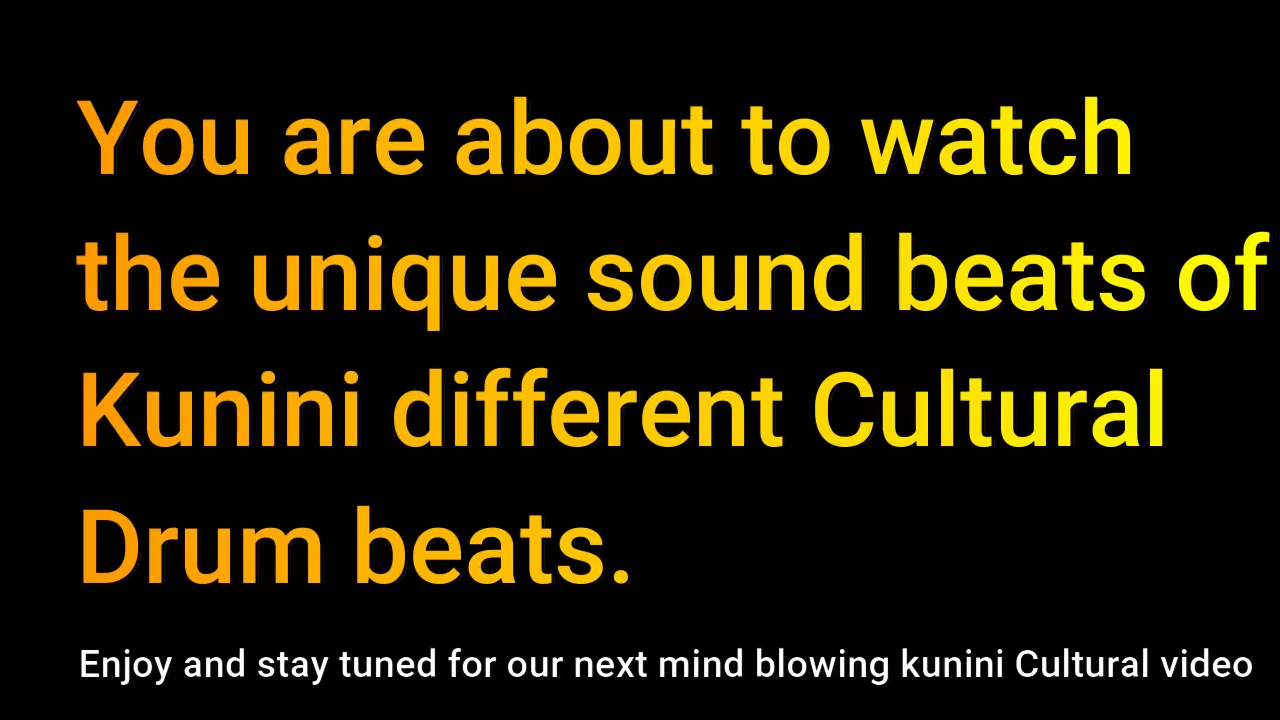 You are about to watch
the unique sound beats of
Kunini different Cultural
Drum beats.
Enjoy and stay tuned for our next mind blowing kunini Cultural video